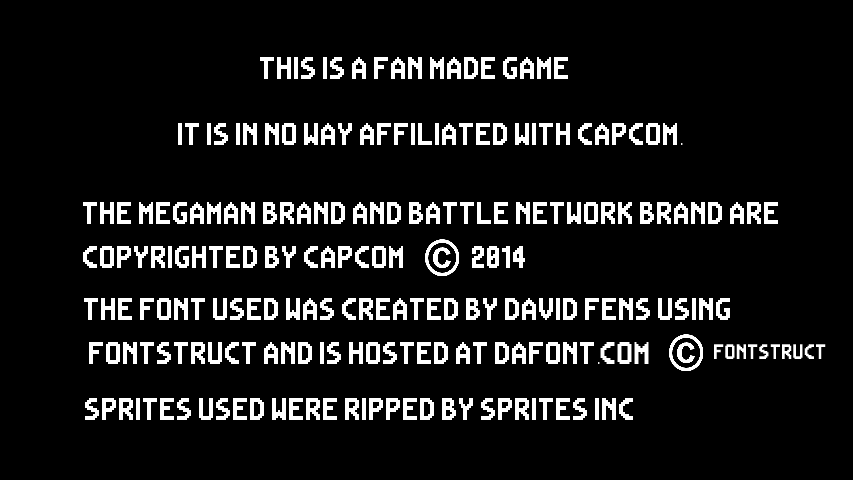 THIS IS A FAN MADE GAME
IT IS IN NO WAY AFFILIATED WITH CAPCOM.
THE MEGAMAN BRAND AND BATTLE NETWORK BRAND ARE
COPYRIGHTED BY CAPCOM © 2014
THE FONT USED WAS CREATED BY DAVID FENS USING
FONTSTRUCT AND IS HOSTED AT DAFONT.COM © FONTSTRUCT
SPRITES USED WERE RIPPED BY SPRITES INC